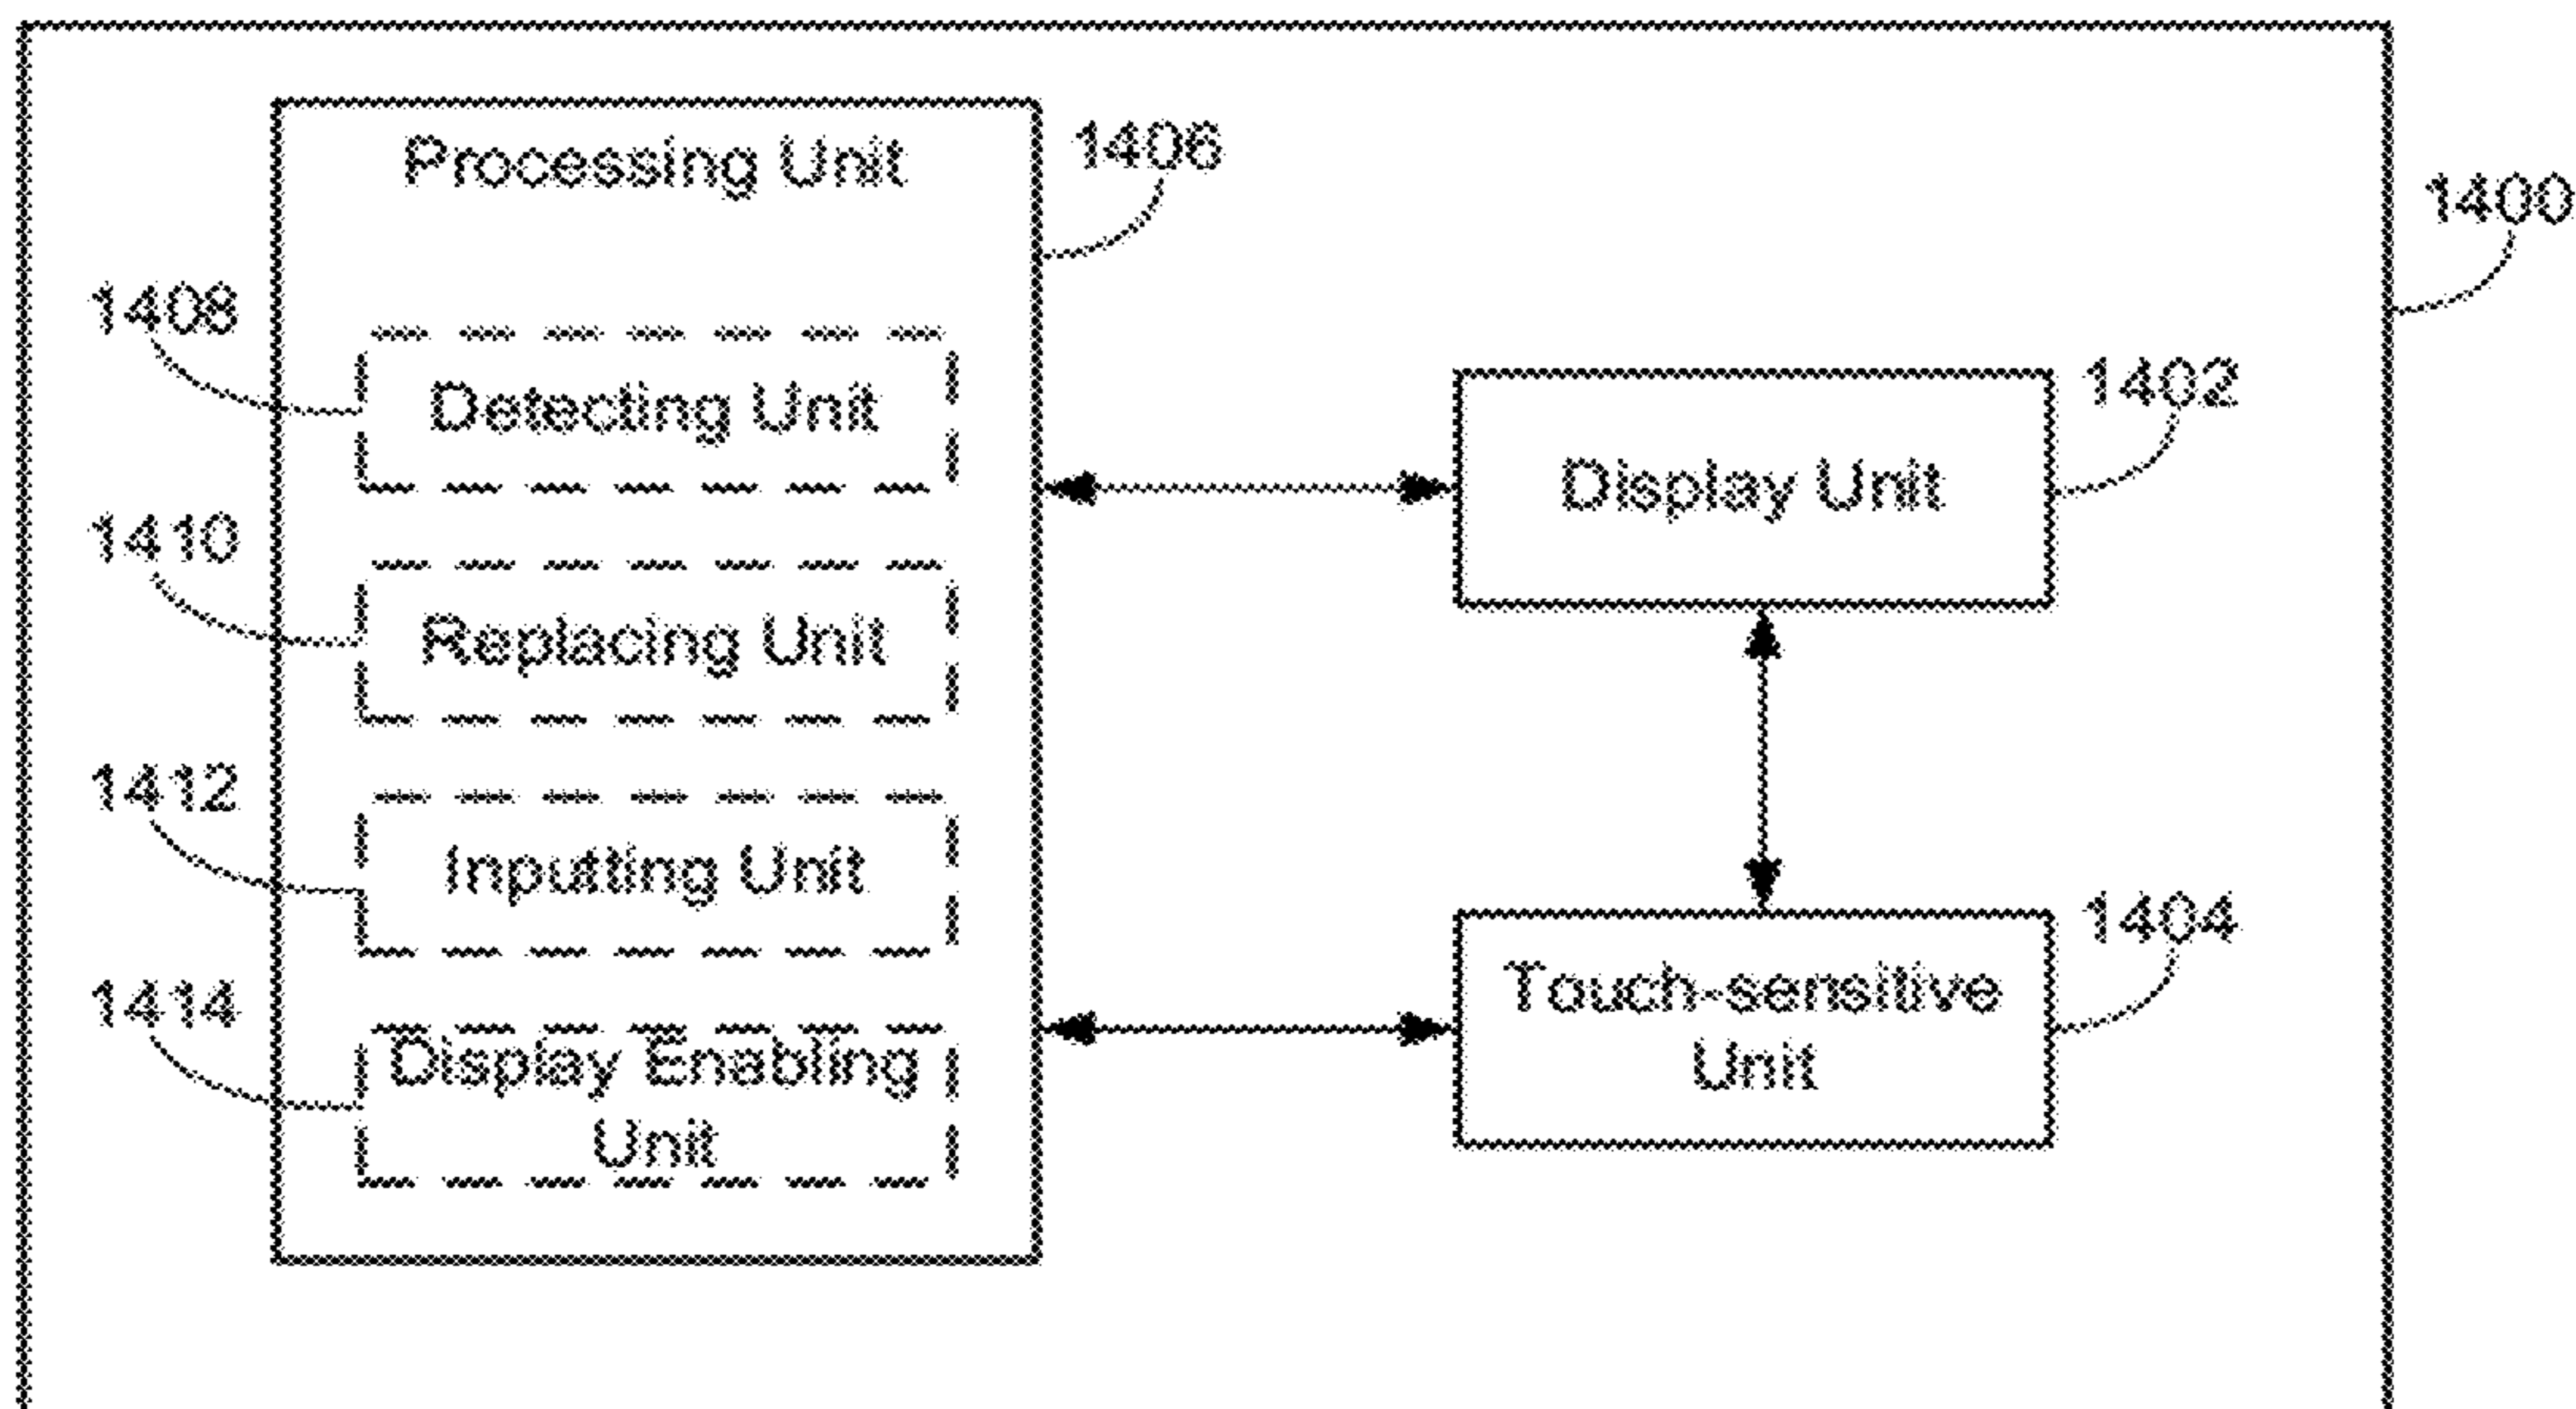 Processing Unit
1406
1400
1408
Detecting Unit
1402
Display Unit
1410
Replacing Unit
1412
Inputting Unit
1404
Touch-sensitive
Unit
1414
Display Enabling
Unit